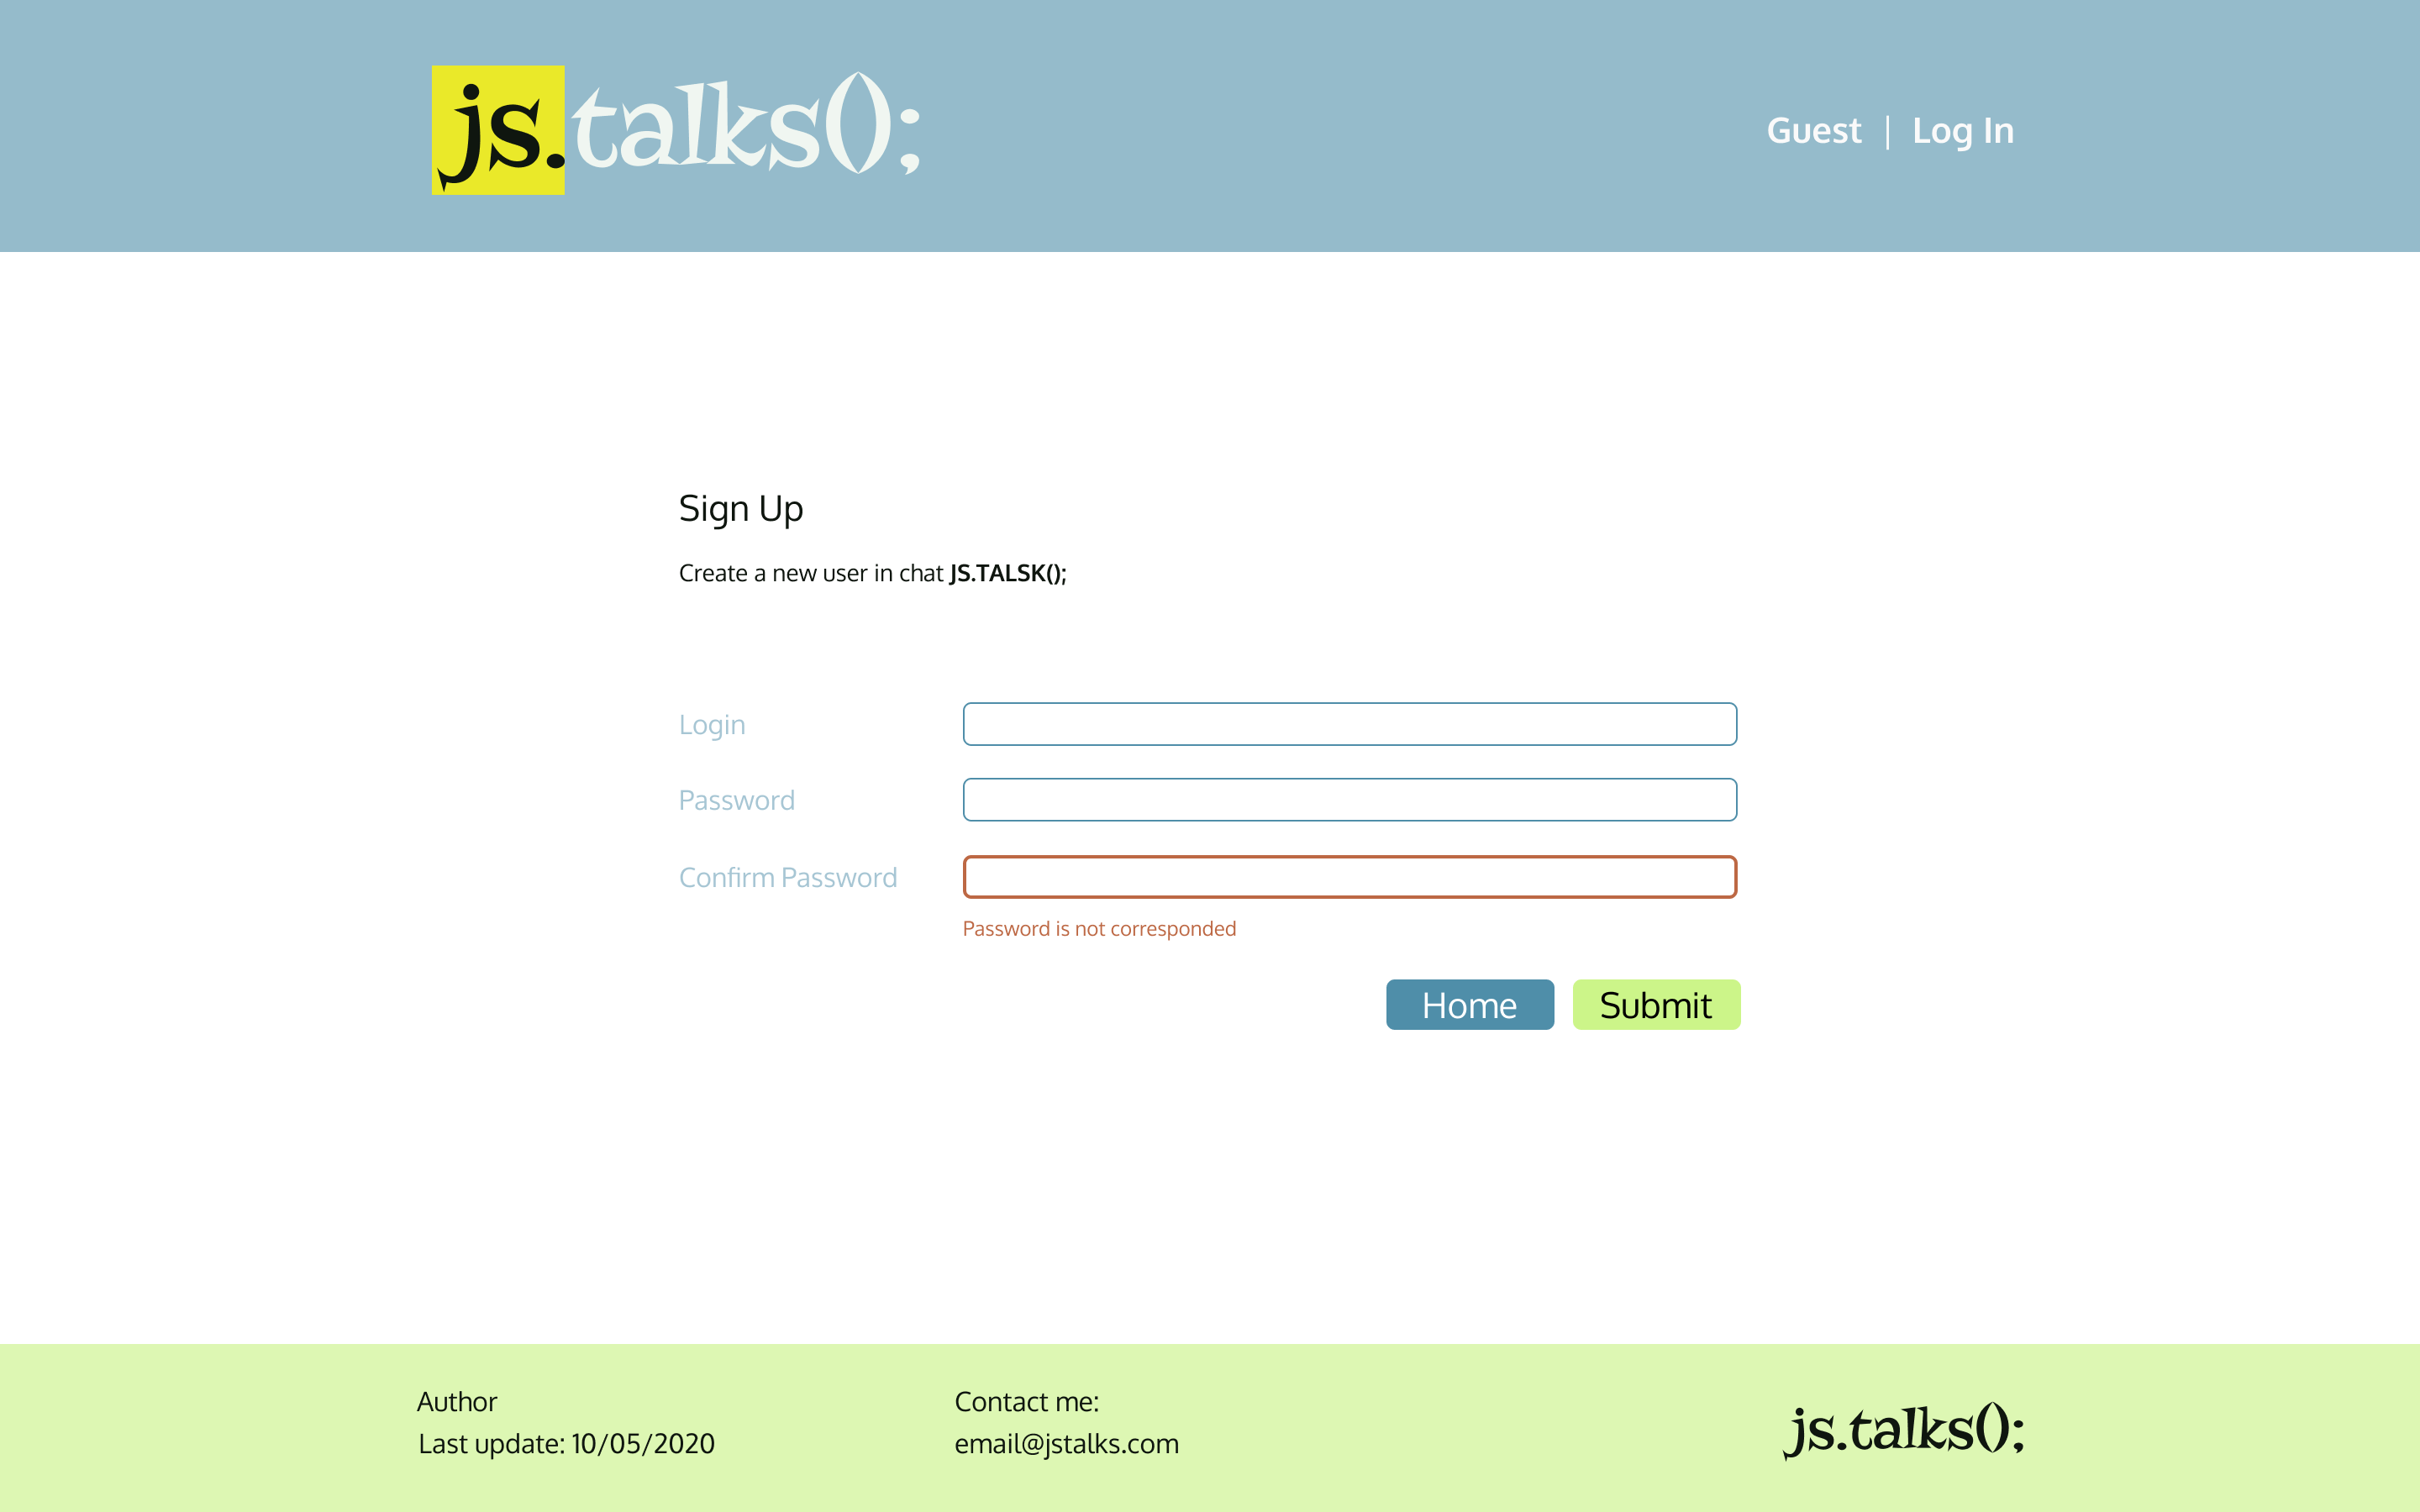 js.talks();
Guest | Log In
Sign Up
Create a new user in chat JS.TALSK();
Login
Password
Confirm Password
Password is not corresponded
Home
Submit
Author
Last update: 10/05/2020
Contact me:
email@jstalks.com
js.talks();